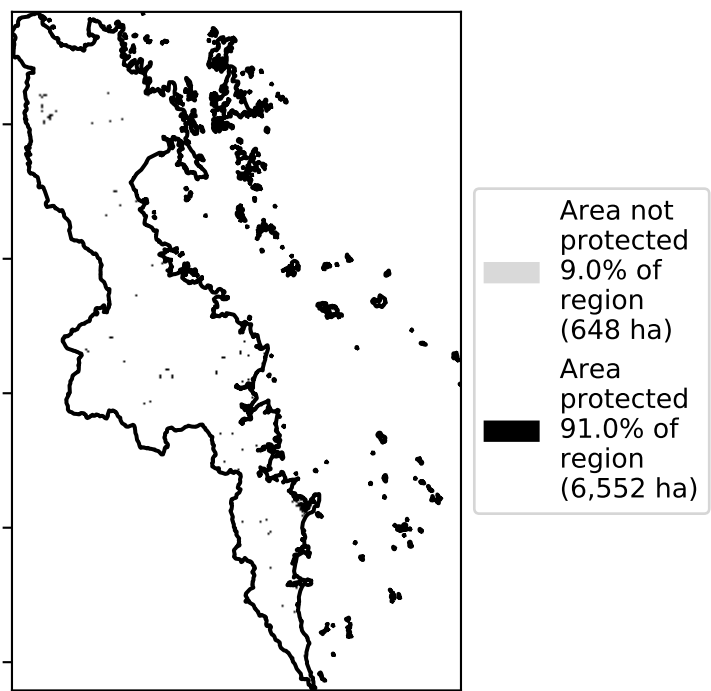 Area not
protected
9.0% of
region
(648 ha)
Area
protected
91.0% of
region
(6,552 ha)